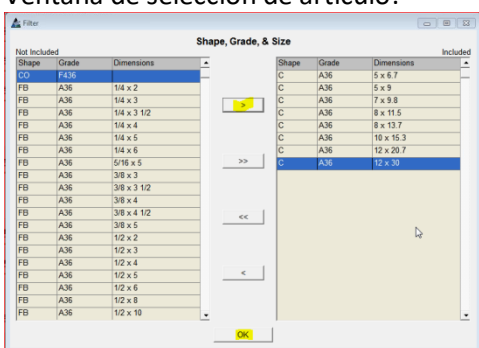 Ventana de selección de artículo:
Filter
Shape, Grade, & Size
Not Included Included
Shape Grade Dimensions
CO F436
FB A36 1/4 x 2
FB A36 1/4 x 3
FB A36 1/4 x 3 1/2
FB A36 1/4 x 4
FB A36 1/4 x 5
FB A36 1/4 x 6
FB A36 5/16 x 5
FB A36 3/8 x 3
FB A36 3/8 x 3 1/2
FB A36 3/8 x 4
FB A36 3/8 x 4 1/2
FB A36 3/8 x 5
FB A36 1/2 x 2
FB A36 1/2 x 3
FB A36 1/2 x 4
FB A36 1/2 x 5
FB A36 1/2 x 6
FB A36 1/2 x 8
FB A36 1/2 x 10
>
>>
<<
<
Shape Grade Dimensions
C A36 5 x 6.7
C A36 5 x 9
C A36 7 x 9.8
C A36 8 x 11.5
C A36 8 x 13.7
C A36 10 x 15.3
C A36 12 x 20.7
C A36 12 x 30
OK